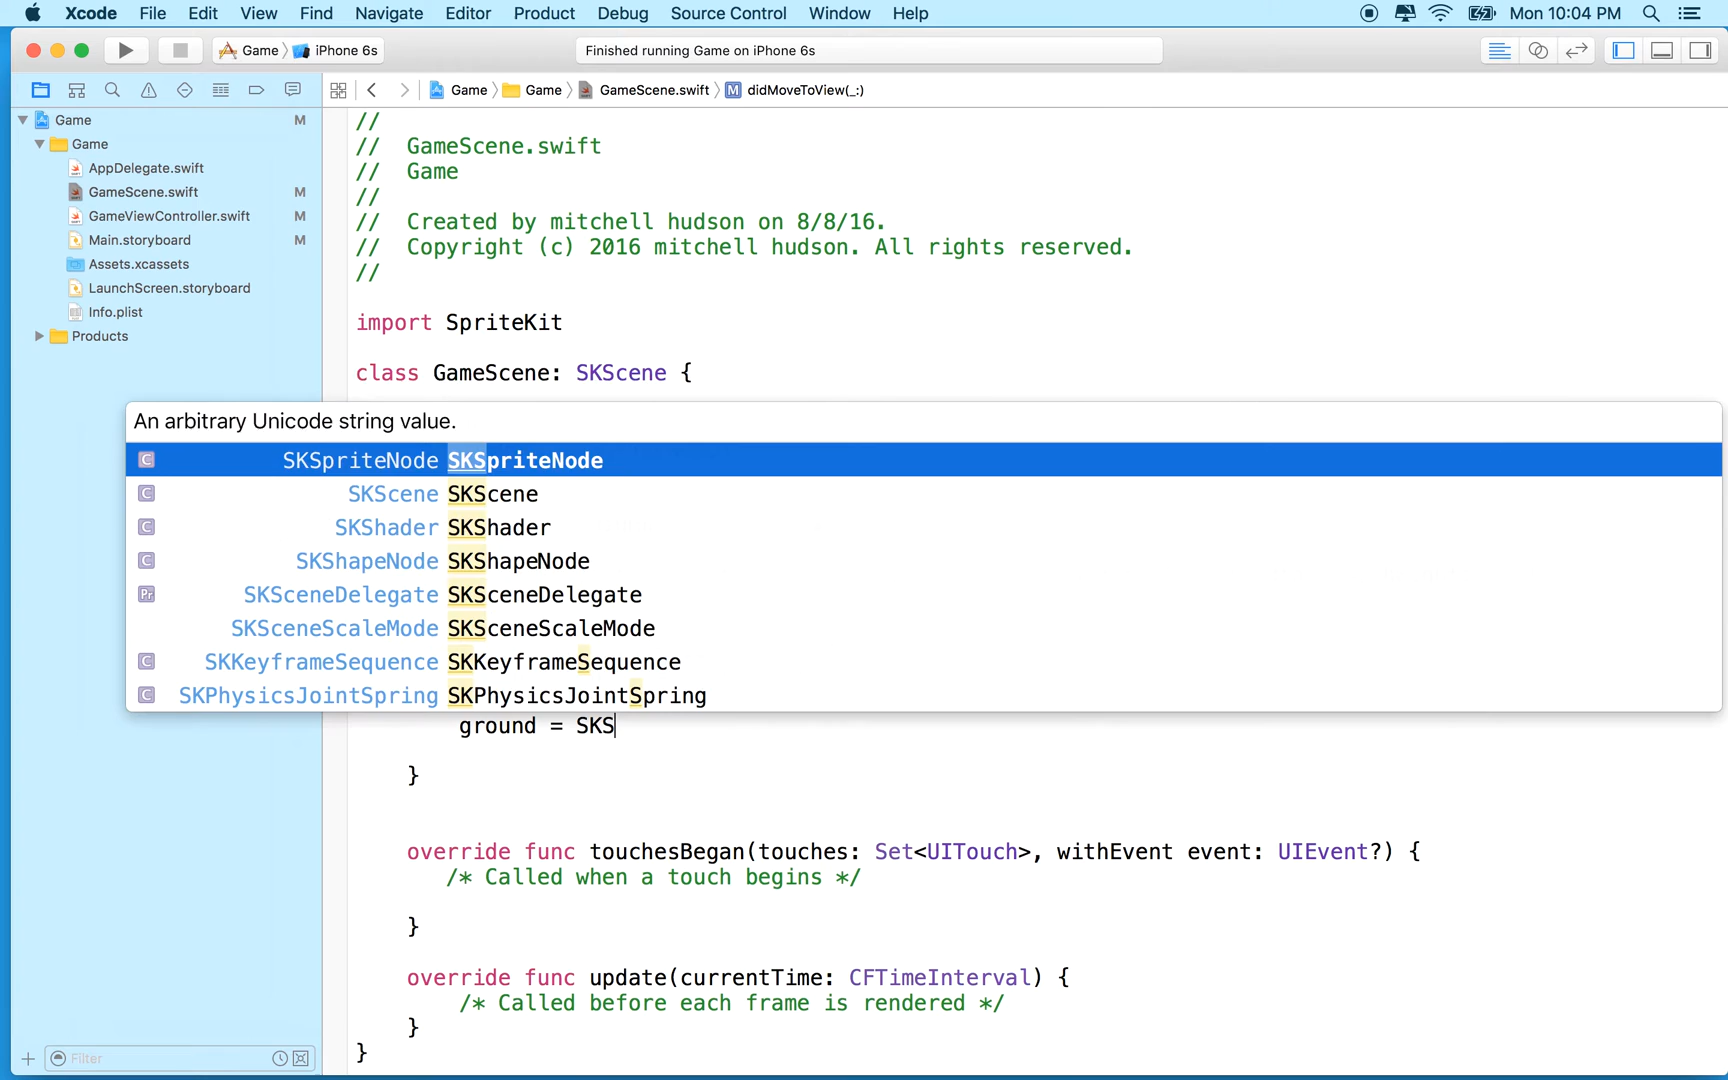 Xcode File Edit View Find Navigate Editor Product Debug Source Control Window Help Mon 10:04 PM
Game iPhone 6s Finished running Game on iPhone 6s
Game Game GameScene.swift M didMoveToView(_:)
Game M
Game
AppDelegate.swift
GameScene.swift M
GameViewController.swift M
Main.storyboard M
Assets.xcassets
LaunchScreen.storyboard
Info.plist
Products
Filter
//
// GameScene.swift
// Game
//
// Created by mitchell hudson on 8/8/16.
// Copyright (c) 2016 mitchell hudson. All rights reserved.
//
import SpriteKit
class GameScene: SKScene {
An arbitrary Unicode string value.
C SKSpriteNode SKSpriteNode
C SKScene SKScene
C SKShader SKShader
C SKShapeNode SKShapeNode
Pr SKSceneDelegate SKSceneDelegate
SKSceneScaleMode SKSceneScaleMode
C SKKeyframeSequence SKKeyframeSequence
C SKPhysicsJointSpring SKPhysicsJointSpring
ground = SKS
}
override func touchesBegan(touches: Set<UITouch>, withEvent event: UIEvent?) {
/* Called when a touch begins */
}
override func update(currentTime: CFTimeInterval) {
/* Called before each frame is rendered */
}
}